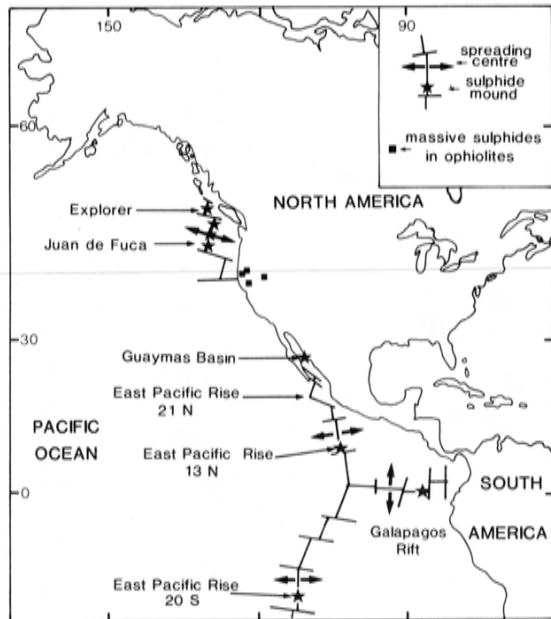 150
90
spreading
centre
sulphide
mound
massive sulphides
in ophiolites
60
NORTH AMERICA
Explorer
Juan de Fuca
30
Guaymas Basin
East Pacific Rise
21 N
PACIFIC
OCEAN
East Pacific Rise
13 N
0
SOUTH
AMERICA
Galapagos
Rift
East Pacific Rise
20 S